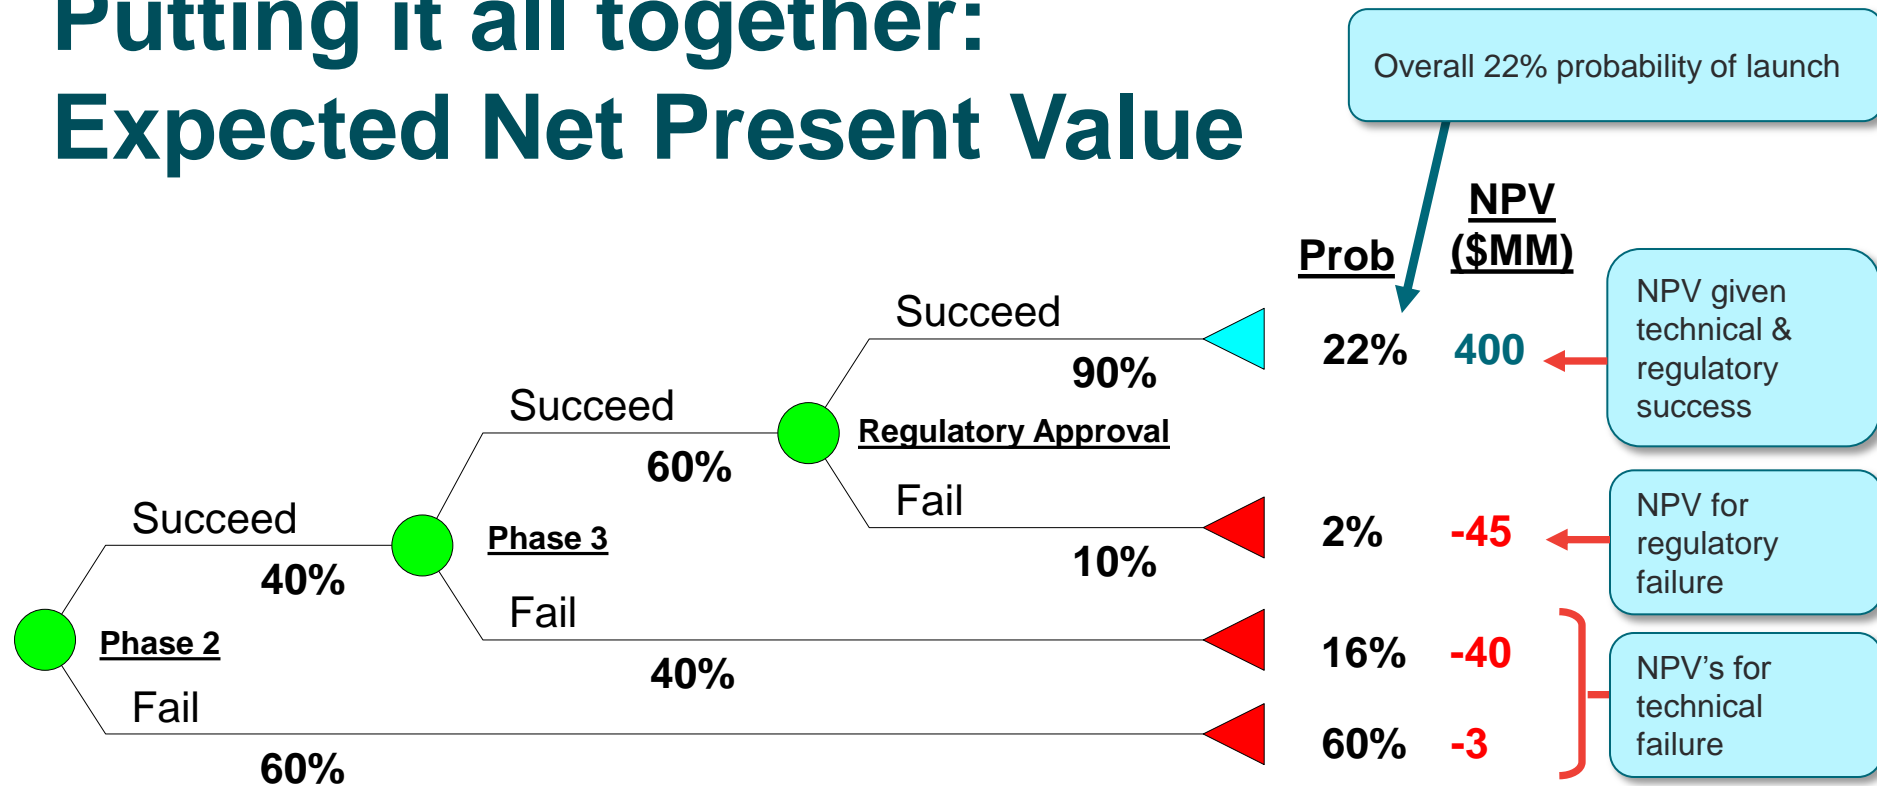 Putting it all together:
Expected Net Present Value
Overall 22% probability of launch
Prob
NPV
($MM)
Succeed
90%
22%
400
NPV given
technical &
regulatory
success
Succeed
60%
Regulatory Approval
Fail
10%
2%
-45
NPV for
regulatory
failure
Succeed
40%
Phase 3
Fail
40%
16%
-40
Phase 2
Fail
60%
60%
-3
NPV's for
technical
failure